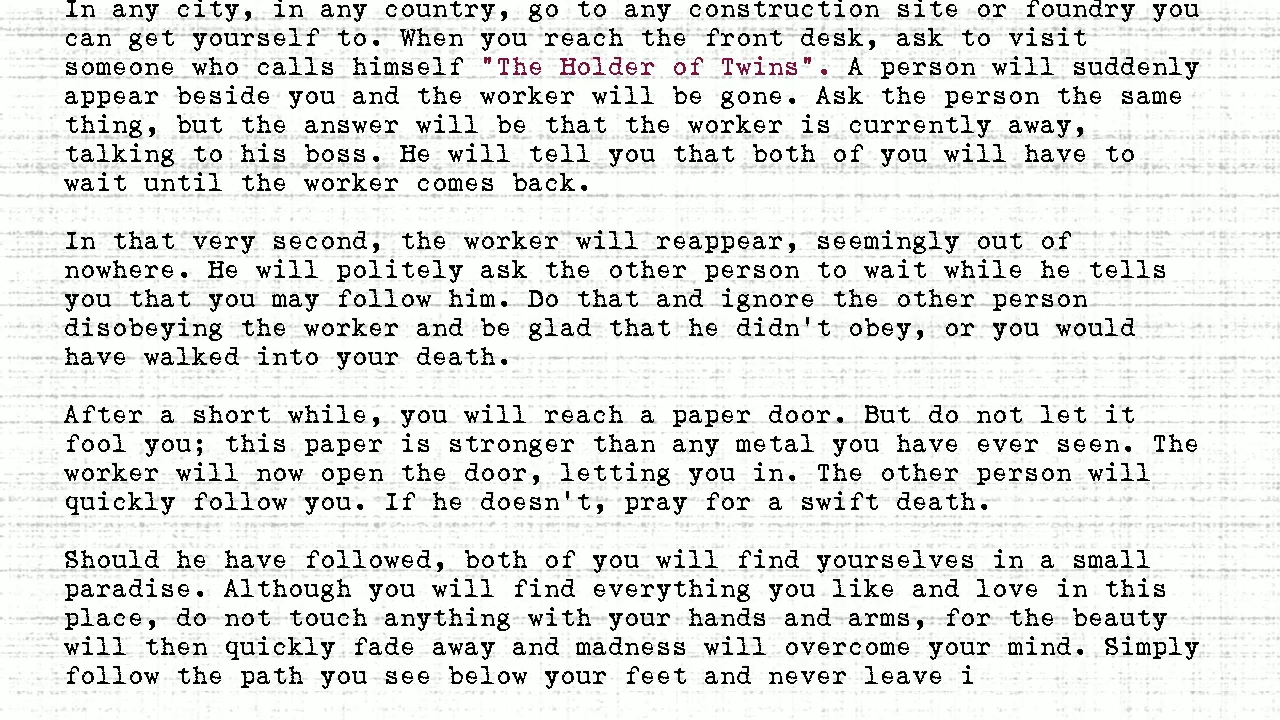 In any city, in any country, go to any construction site or foundry you
can get yourself to. When you reach the front desk, ask to visit
someone who calls himself "The Holder of Twins". A person will suddenly
appear beside you and the worker will be gone. Ask the person the same
thing, but the answer will be that the worker is currently away,
talking to his boss. He will tell you that both of you will have to
wait until the worker comes back.

In that very second, the worker will reappear, seemingly out of
nowhere. He will politely ask the other person to wait while he tells
you that you may follow him. Do that and ignore the other person
disobeying the worker and be glad that he didn't obey, or you would
have walked into your death.

After a short while, you will reach a paper door. But do not let it
fool you; this paper is stronger than any metal you have ever seen. The
worker will now open the door, letting you in. The other person will
quickly follow you. If he doesn't, pray for a swift death.

Should he have followed, both of you will find yourselves in a small
paradise. Although you will find everything you like and love in this
place, do not touch anything with your hands and arms, for the beauty
will then quickly fade away and madness will overcome your mind. Simply
follow the path you see below your feet and never leave i